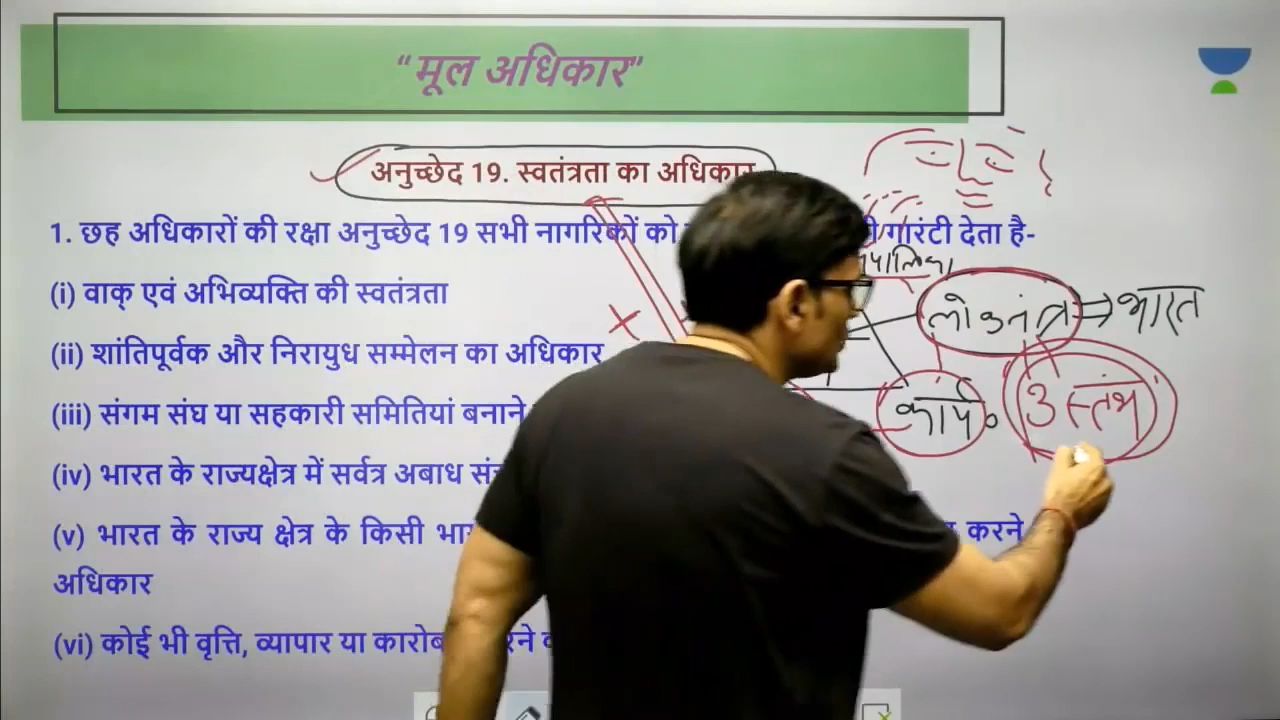 “मूल अधिकार”
अनुच्छेद 19. स्वतंत्रता का अधिकार
1. छह अधिकारों की रक्षा अनुच्छेद 19 सभी नागरिकों को गारंटी देता है-
(i) वाक् एवं अभिव्यक्ति की स्वतंत्रता
लोकतंत्र → भारत
(ii) शांतिपूर्वक और निरायुध सम्मेलन का अधिकार
कार्य० 3 स्तंभ
(iii) संगम संघ या सहकारी समितियां बनाने
(iv) भारत के राज्यक्षेत्र में सर्वत्र अबाध
(v) भारत के राज्य क्षेत्र के किसी करने
अधिकार
(vi) कोई भी वृत्ति, व्यापार या